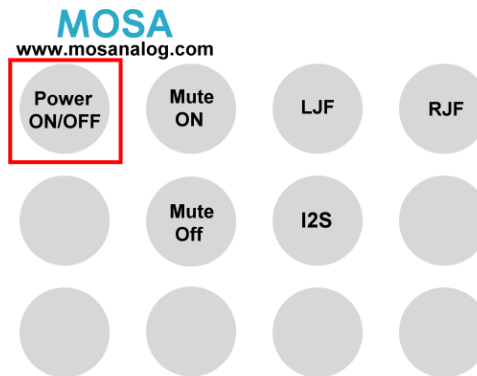 MOSA
www.mosanalog.com
Power
ON/OFF
Mute
ON
LJF
RJF
Mute
Off
I2S